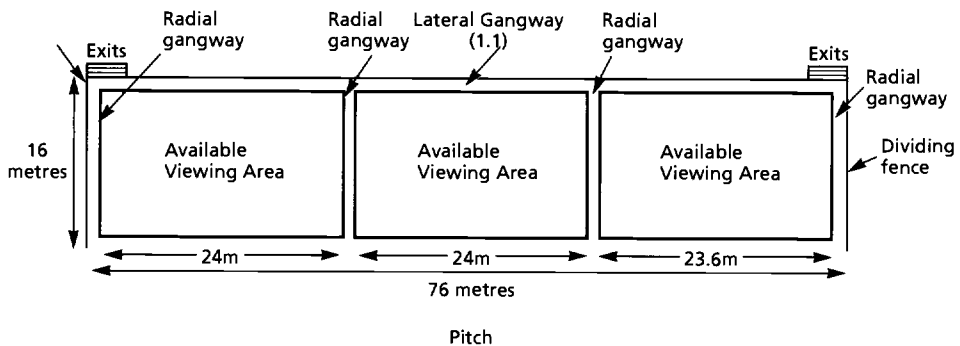 Radial
gangway
Radial
gangway
Lateral Gangway
(1.1)
Radial
gangway
Exits
Exits
Radial
gangway
16
metres
Available
Viewing Area
Available
Viewing Area
Available
Viewing Area
Dividing
fence
24m
24m
23.6m
76 metres
Pitch